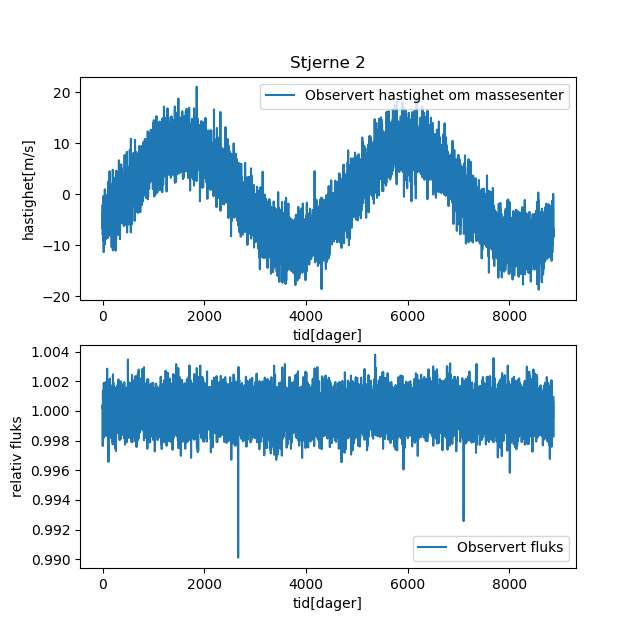 Stjerne 2
Observert hastighet om massesenter
hastighet[m/s]
20
10
0
−10
−20
0 2000 4000 6000 8000
tid[dager]
relativ fluks
1.004
1.002
1.000
0.998
0.996
0.994
0.992
0.990
Observert fluks
0 2000 4000 6000 8000
tid[dager]